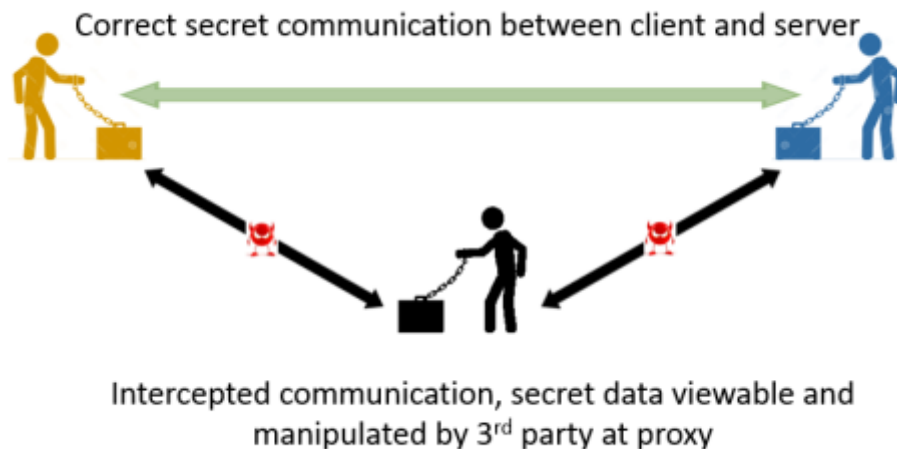 Correct secret communication between client and server
Intercepted communication, secret data viewable and
manipulated by 3rd party at proxy